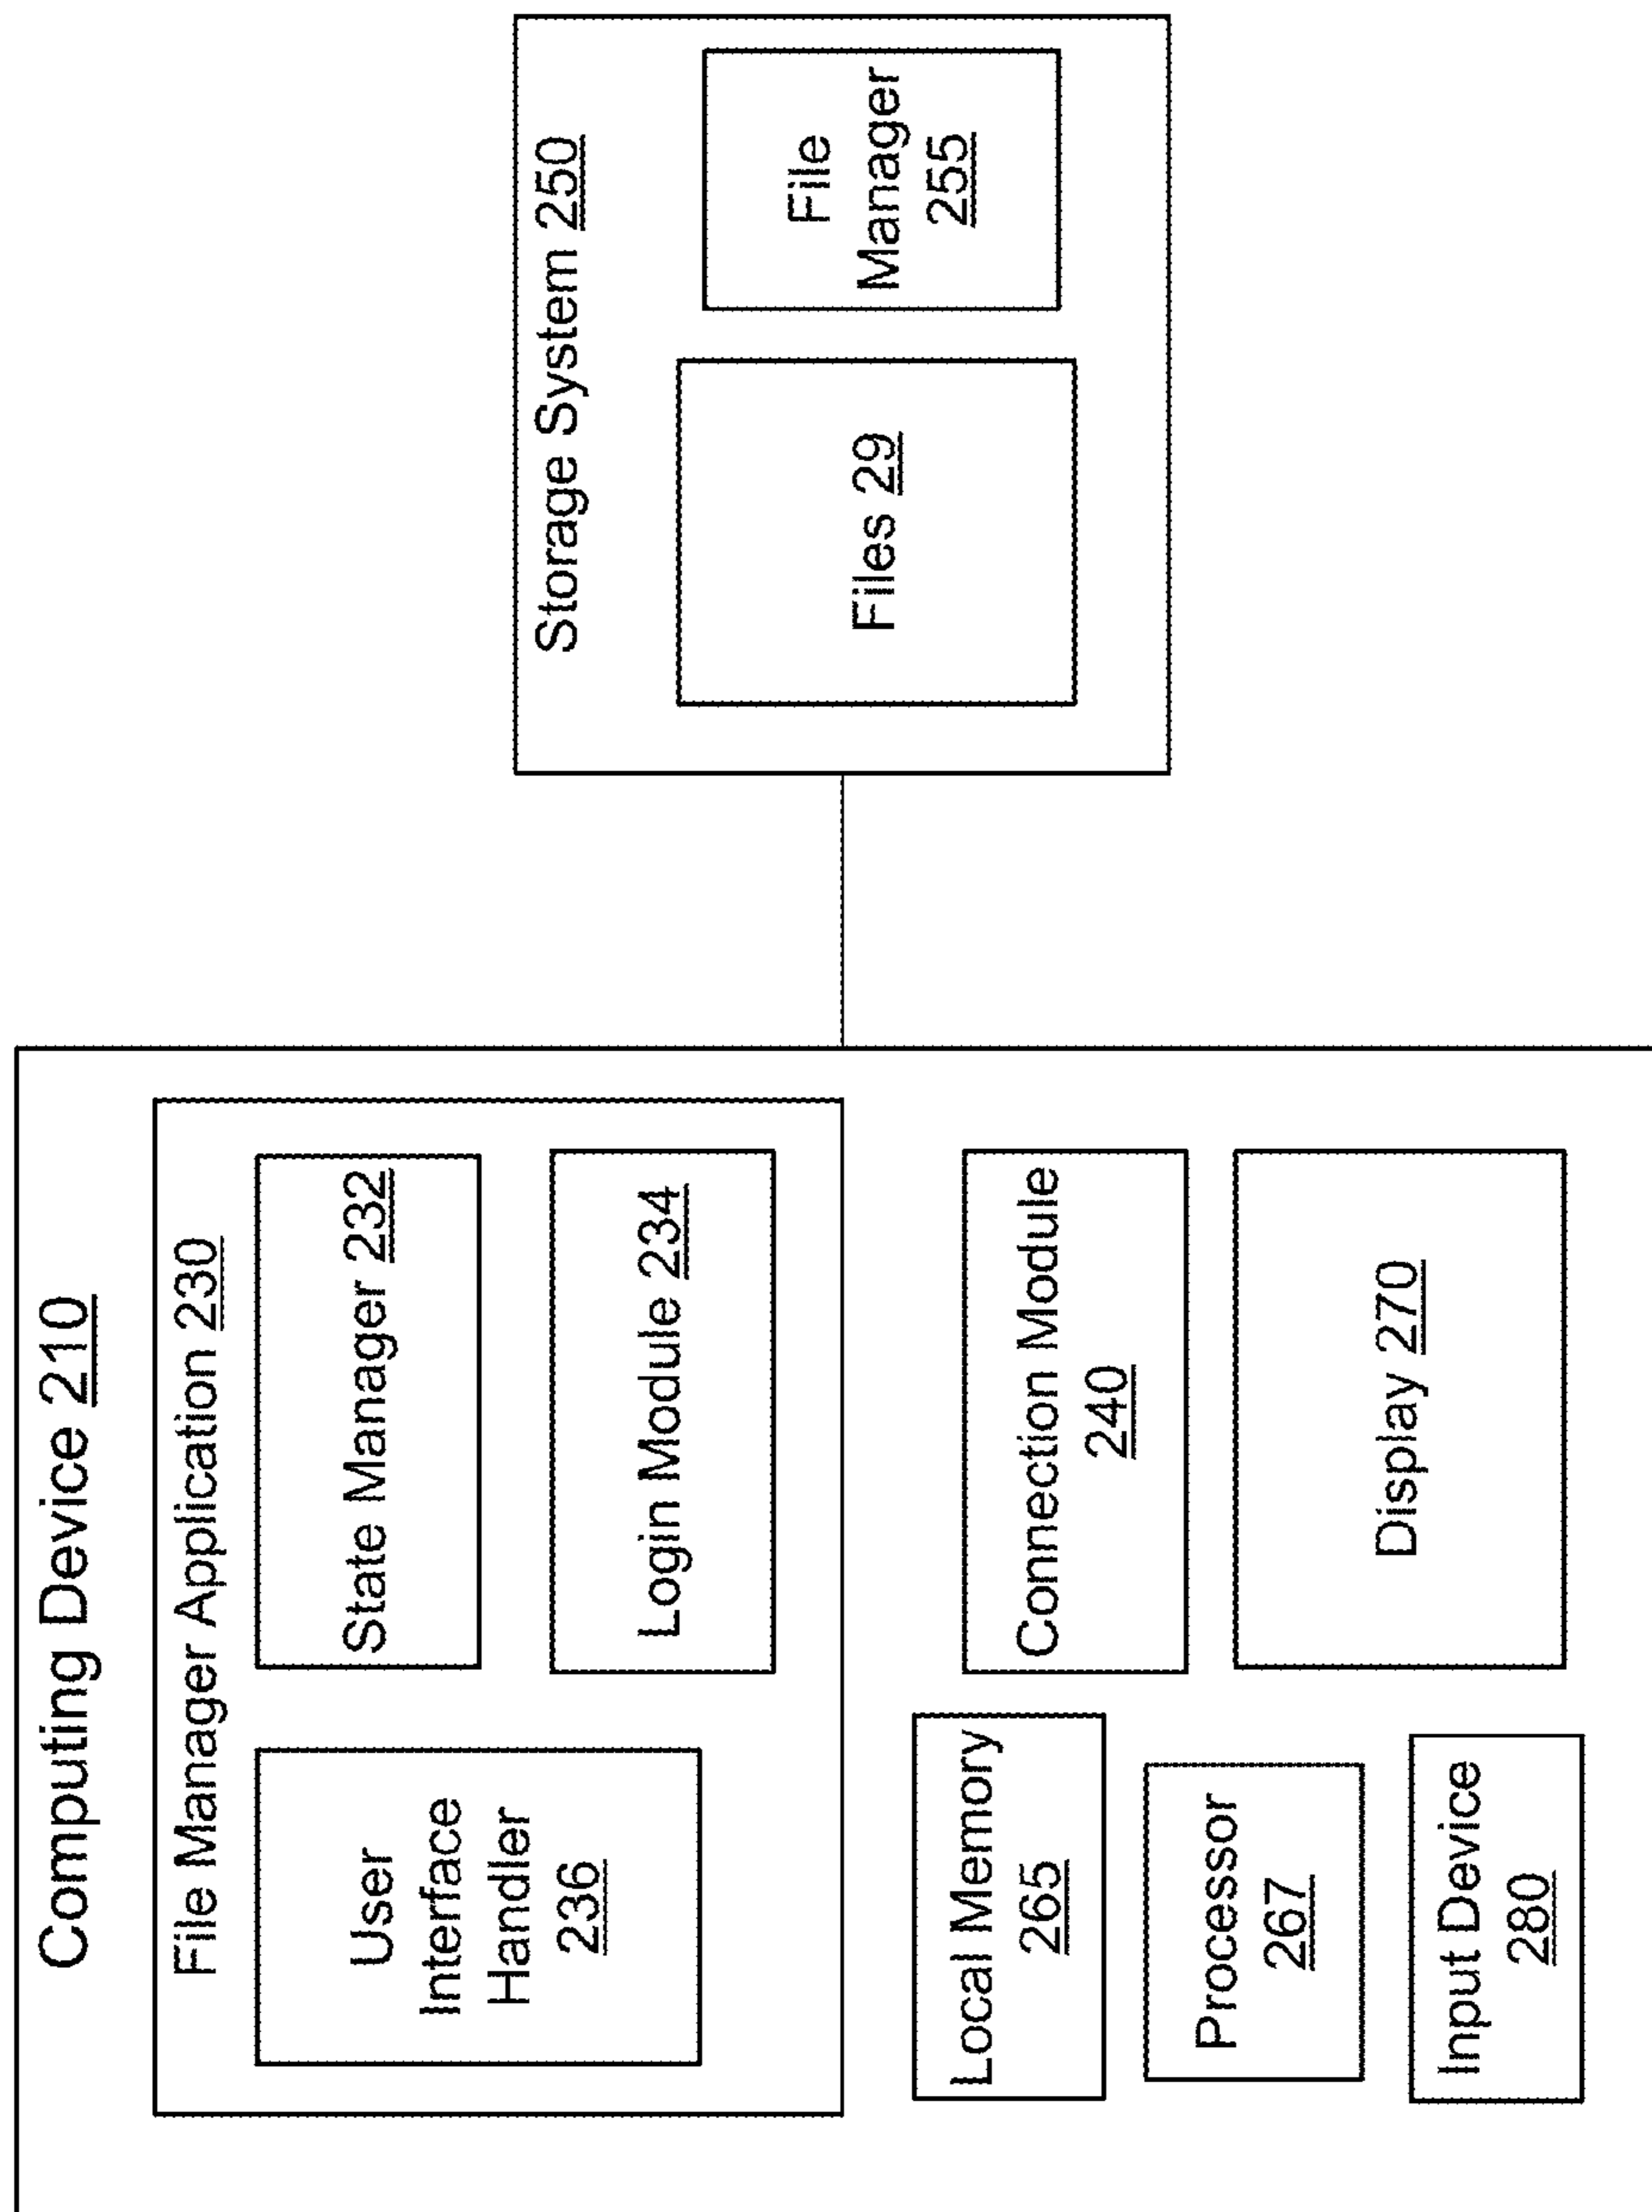 Computing Device 210
File Manager Application 230
User
Interface
Handler
236
State Manager 232
Login Module 234
Local Memory
265
Processor
267
Input Device
280
Connection Module
240
Display 270
Storage System 250
Files 29
File
Manager
255